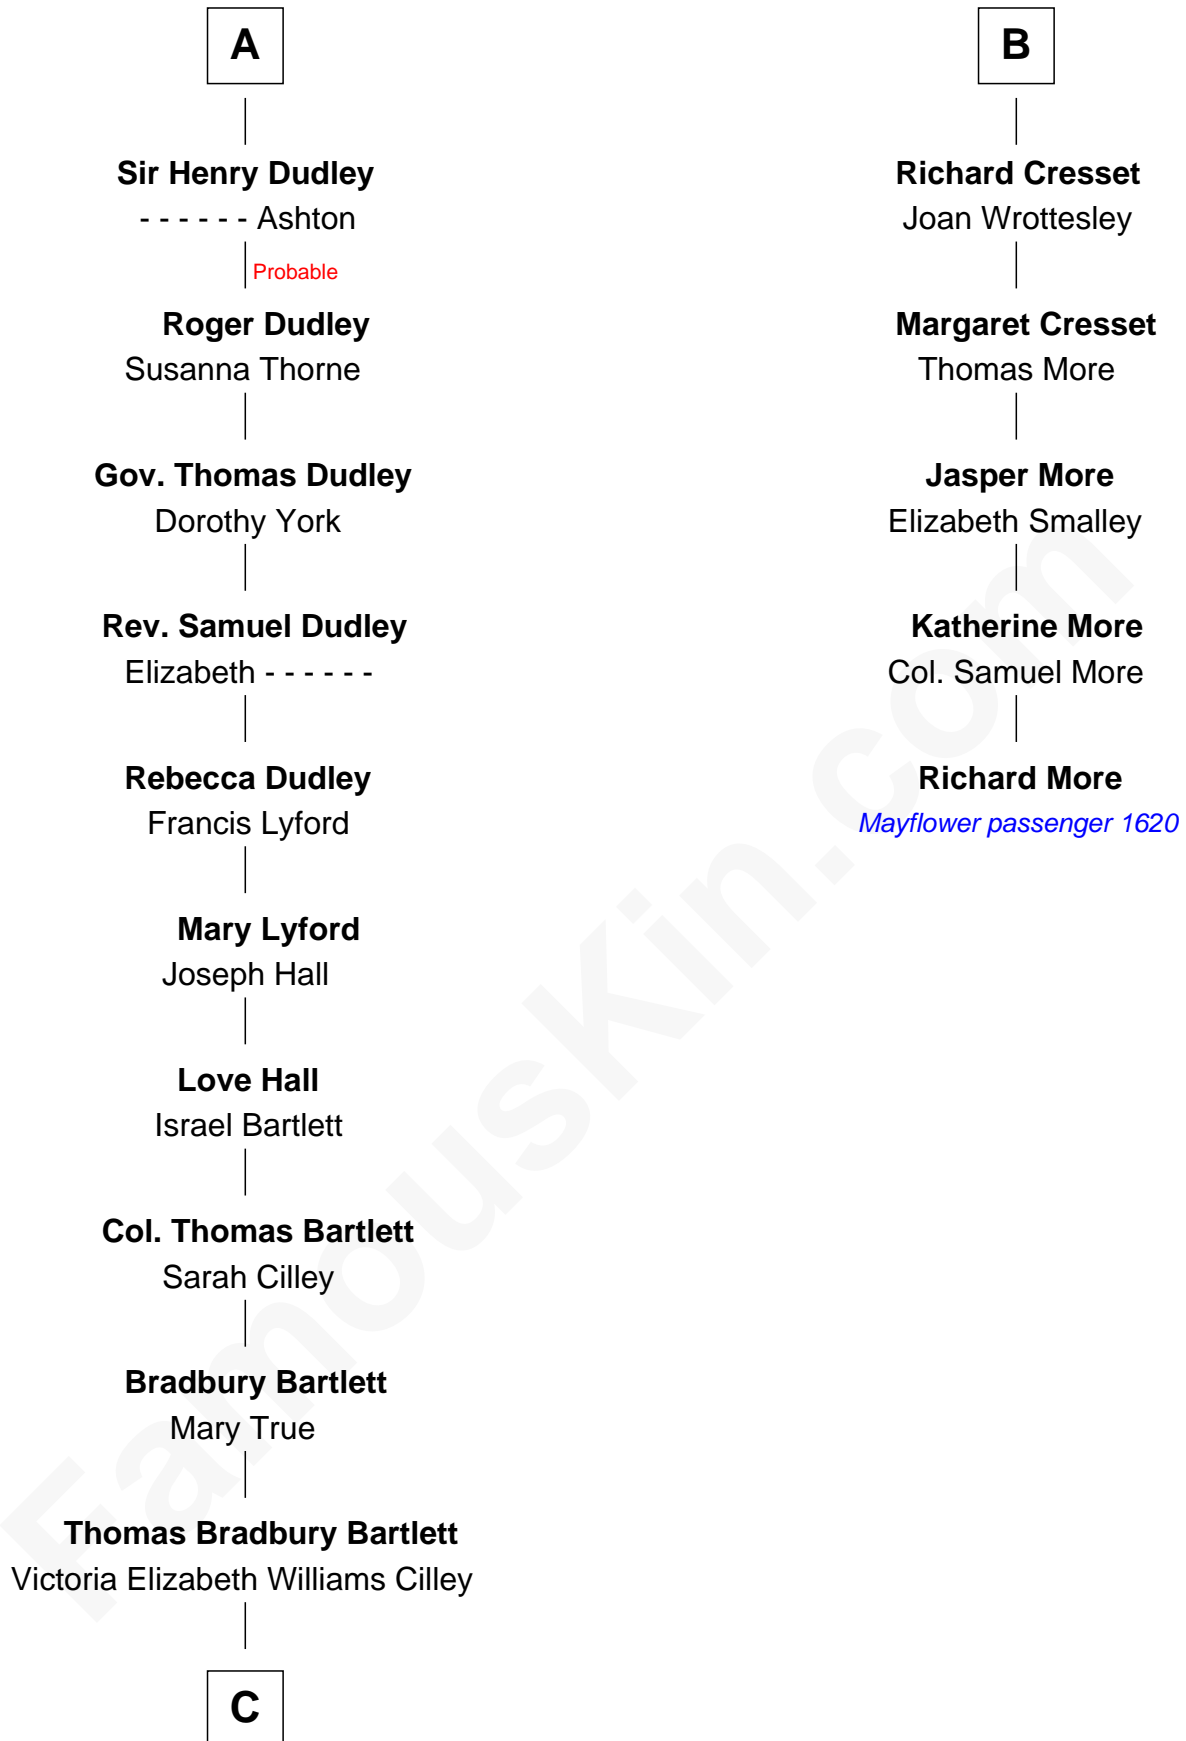 A
Sir Henry Dudley
- - - - - - Ashton
Probable
Roger Dudley
Susanna Thorne
Gov. Thomas Dudley
Dorothy York
Rev. Samuel Dudley
Elizabeth - - - - - -
Rebecca Dudley
Francis Lyford
Mary Lyford
Joseph Hall
Love Hall
Israel Bartlett
Col. Thomas Bartlett
Sarah Cilley
Bradbury Bartlett
Mary True
Thomas Bradbury Bartlett
Victoria Elizabeth Williams Cilley
C
B
Richard Cresset
Joan Wrottesley
Margaret Cresset
Thomas More
Jasper More
Elizabeth Smalley
Katherine More
Col. Samuel More
Richard More
Mayflower passenger 1620
FamousKin.com